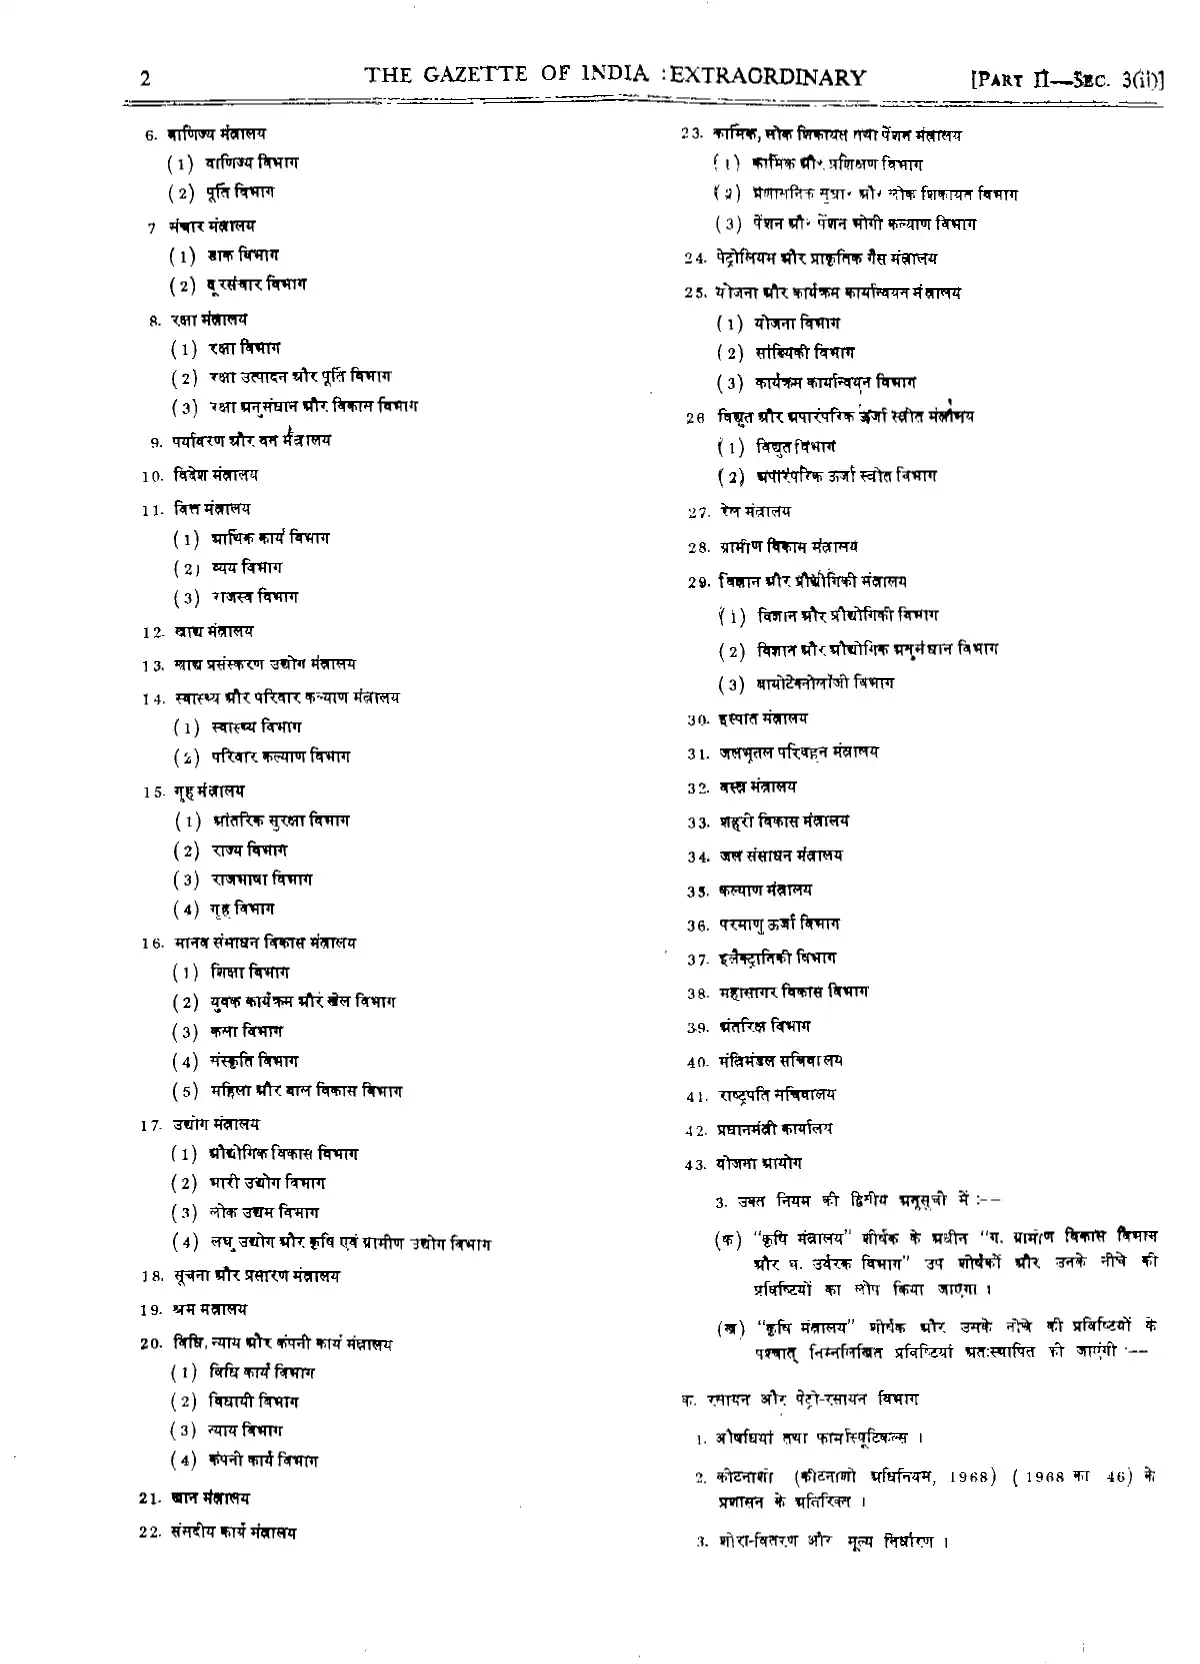 2 THE GAZETTE OF INDIA : EXTRAORDINARY [PART II—SEC. 3(ii)]
6. वाणिज्य मंत्रालय
(1) वाणिज्य विभाग
(2) पूर्ति विभाग
7 संचार मंत्रालय
(1) डाक विभाग
(2) दूरसंचार विभाग
8. रक्षा मंत्रालय
(1) रक्षा विभाग
(2) रक्षा उत्पादन और पूर्ति विभाग
(3) रक्षा अनुसंधान और विकास विभाग
9. पर्यावरण और वन मंत्रालय
10. विदेश मंत्रालय
11. वित्त मंत्रालय
(1) आर्थिक कार्य विभाग
(2) व्यय विभाग
(3) राजस्व विभाग
12. खाद्य मंत्रालय
13. खाद्य प्रसंस्करण उद्योग मंत्रालय
14. स्वास्थ्य और परिवार कल्याण मंत्रालय
(1) स्वास्थ्य विभाग
(2) परिवार कल्याण विभाग
15. गृह मंत्रालय
(1) आंतरिक सुरक्षा विभाग
(2) राज्य विभाग
(3) राजभाषा विभाग
(4) गृह विभाग
16. मानव संसाधन विकास मंत्रालय
(1) शिक्षा विभाग
(2) युवक कार्यक्रम और खेल विभाग
(3) कला विभाग
(4) संस्कृति विभाग
(5) महिला और बाल विकास विभाग
17. उद्योग मंत्रालय
(1) औद्योगिक विकास विभाग
(2) भारी उद्योग विभाग
(3) लोक उद्यम विभाग
(4) लघु उद्योग और कृषि एवं ग्रामीण उद्योग विभाग
18. सूचना और प्रसारण मंत्रालय
19. श्रम मंत्रालय
20. विधि, न्याय और कंपनी कार्य मंत्रालय
(1) विधि कार्य विभाग
(2) विधायी विभाग
(3) न्याय विभाग
(4) कंपनी कार्य विभाग
21. खान मंत्रालय
22. संसदीय कार्य मंत्रालय
23. कार्मिक, लोक शिकायत तथा पेंशन मंत्रालय
(1) कार्मिक और प्रशिक्षण विभाग
(2) प्रशासनिक सुधार और लोक शिकायत विभाग
(3) पेंशन और पेंशन भोगी कल्याण विभाग
24. पेट्रोलियम और प्राकृतिक गैस मंत्रालय
25. योजना और कार्यक्रम कार्यान्वयन मंत्रालय
(1) योजना विभाग
(2) सांख्यिकी विभाग
(3) कार्यक्रम कार्यान्वयन विभाग
26 विद्युत और अपारंपरिक ऊर्जा स्त्रोत मंत्रालय
(1) विद्युत विभाग
(2) अपारंपरिक ऊर्जा स्त्रोत विभाग
27. रेल मंत्रालय
28. ग्रामीण विकास मंत्रालय
29. विज्ञान और प्रौद्योगिकी मंत्रालय
(1) विज्ञान और प्रौद्योगिकी विभाग
(2) विज्ञान और औद्योगिक अनुसंधान विभाग
(3) बायोटेक्नोलॉजी विभाग
30. इस्पात मंत्रालय
31. जलभूतल परिवहन मंत्रालय
32. वस्त्र मंत्रालय
33. शहरी विकास मंत्रालय
34. जल संसाधन मंत्रालय
35. कल्याण मंत्रालय
36. परमाणु ऊर्जा विभाग
37. इलैक्ट्रानिकी विभाग
38. महासागर विकास विभाग
39. अंतरिक्ष विभाग
40. मंत्रिमंडल सचिवालय
41. राष्ट्रपति सचिवालय
42. प्रधानमंत्री कार्यालय
43. योजना आयोग
3. उक्त नियम की द्वितीय अनुसूची में :--
(क) "कृषि मंत्रालय" शीर्षक के अधीन "ग. ग्रामीण विकास विभाग
और घ. उर्वरक विभाग" उप शीर्षकों और उनके नीचे की
प्रविष्टियों का लोप किया जाएगा ।
(ख) "कृषि मंत्रालय" शीर्षक और उसके नीचे की प्रविष्टियों के
पश्चात् निम्नलिखित प्रविष्टियां अतःस्थापित की जाएंगी :--
क. रसायन और पेट्रो-रसायन विभाग
1. औषधियां तथा फार्मास्पूटिकल्स ।
2. कीटनाशी (कीटनाशी अधिनियम, 1968) (1968 का 46) के
प्रशासन के अतिरिक्त ।
3. शीरा-वितरण और मूल्य निर्धारण ।